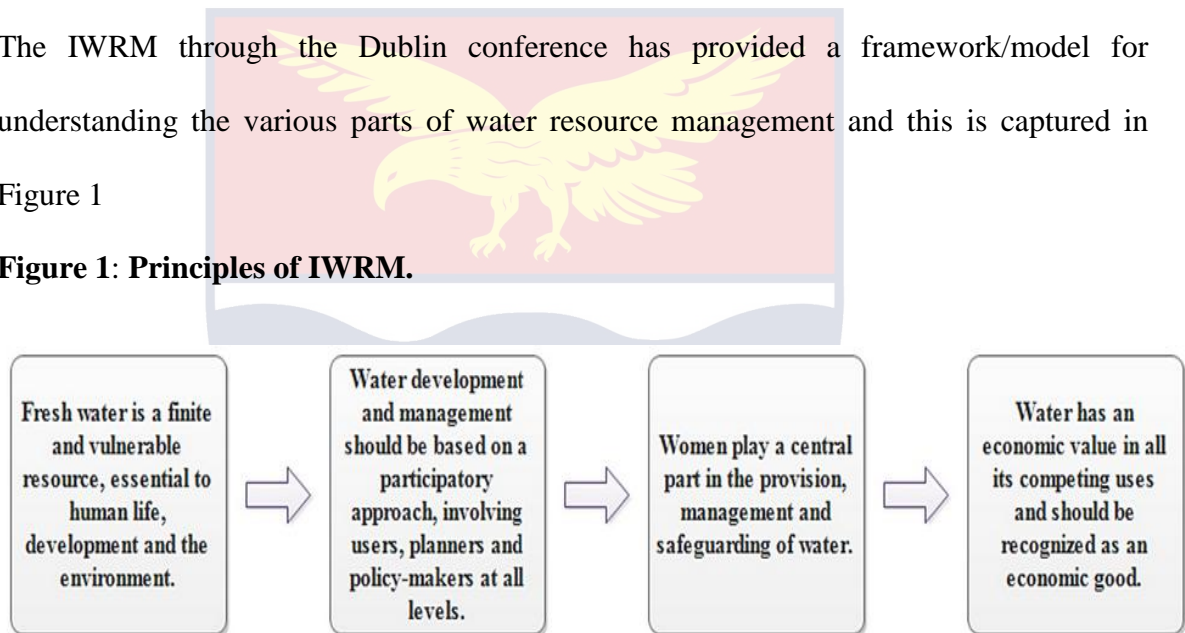 The IWRM through the Dublin conference has provided a framework/model for
understanding the various parts of water resource management and this is captured in
Figure 1
Figure 1: Principles of IWRM.
Fresh water is a finite
and vulnerable
resource, essential to
human life,
development and the
environment.
Water development
and management
should be based on a
participatory
approach, involving
users, planners and
policy-makers at all
levels.
Women play a central
part in the provision,
management and
safeguarding of water.
Water has an
economic value in all
its competing uses
and should be
recognized as an
economic good.